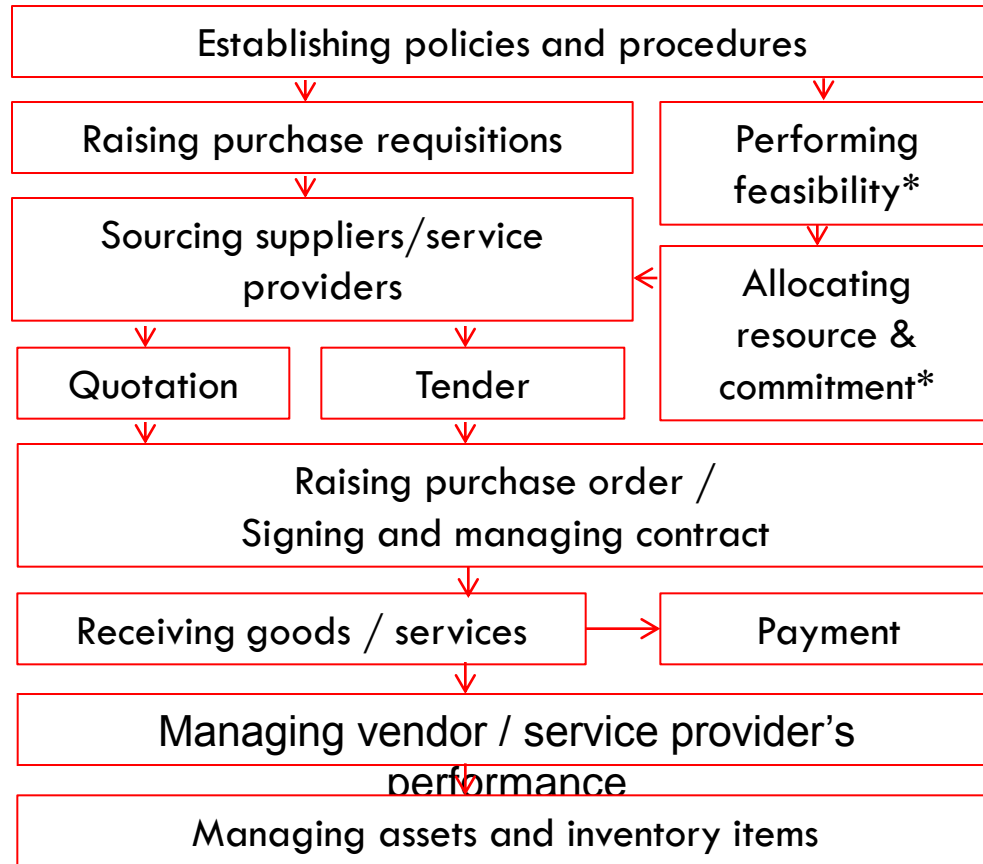 Establishing policies and procedures
Raising purchase requisitions
Performing
feasibility*
Sourcing suppliers/service
providers
Allocating
resource &
commitment*
Quotation
Tender
Raising purchase order /
Signing and managing contract
Receiving goods / services
Payment
Managing vendor / service provider's
performance
Managing assets and inventory items